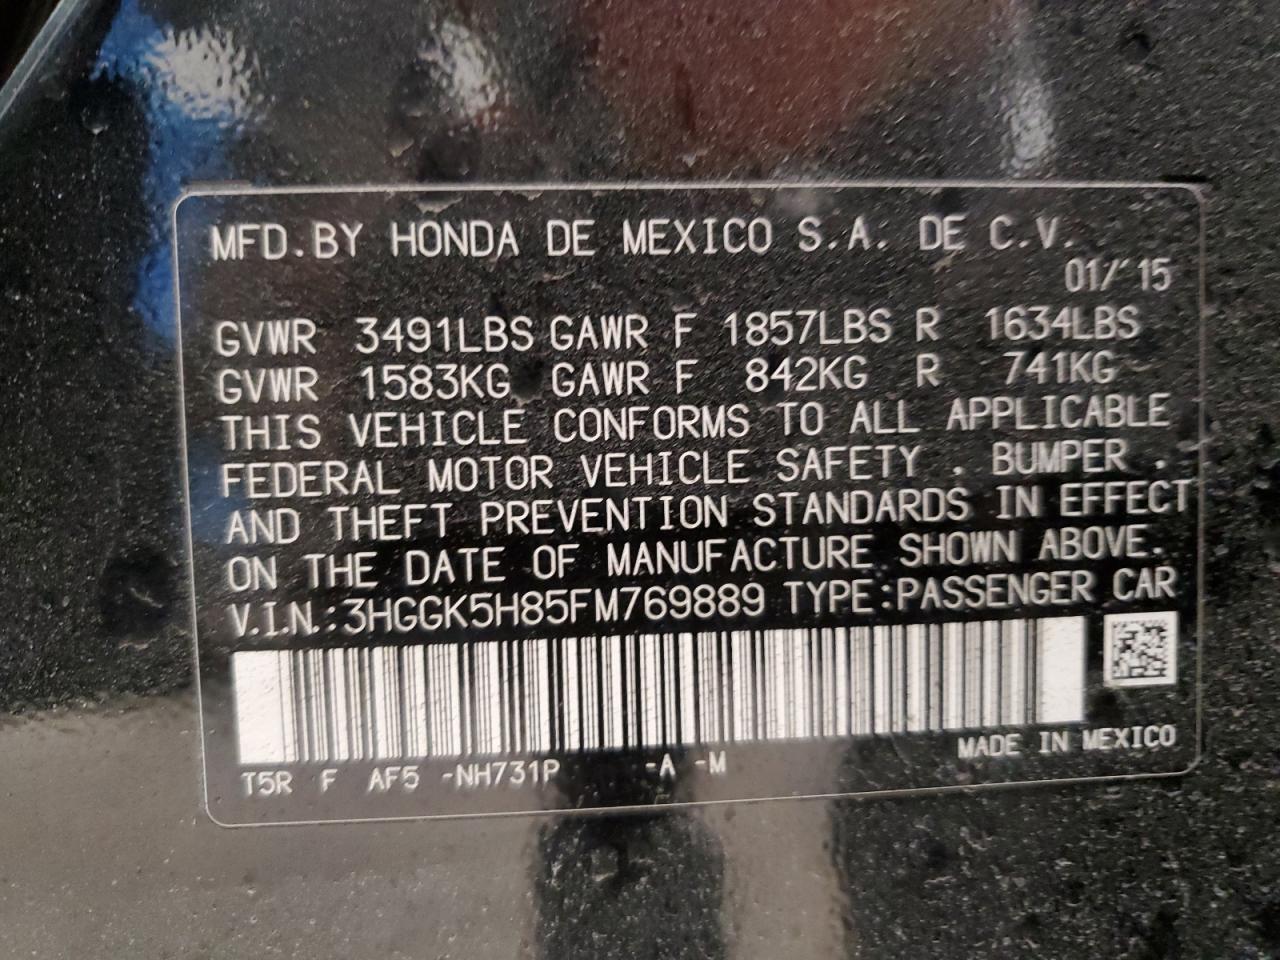 MFD.BY HONDA DE MEXICO S.A. DE C.V.
01/'15
GVWR 3491LBS GAWR F 1857LBS R 1634LBS
GVWR 1583KG GAWR F 842KG R 741KG
THIS VEHICLE CONFORMS TO ALL APPLICABLE
FEDERAL MOTOR VEHICLE SAFETY , BUMPER ,
AND THEFT PREVENTION STANDARDS IN EFFECT
ON THE DATE OF MANUFACTURE SHOWN ABOVE.
V.I.N.:3HGGK5H85FM769889 TYPE:PASSENGER CAR
MADE IN MEXICO
T5R F AF5 -NH731P -A -M